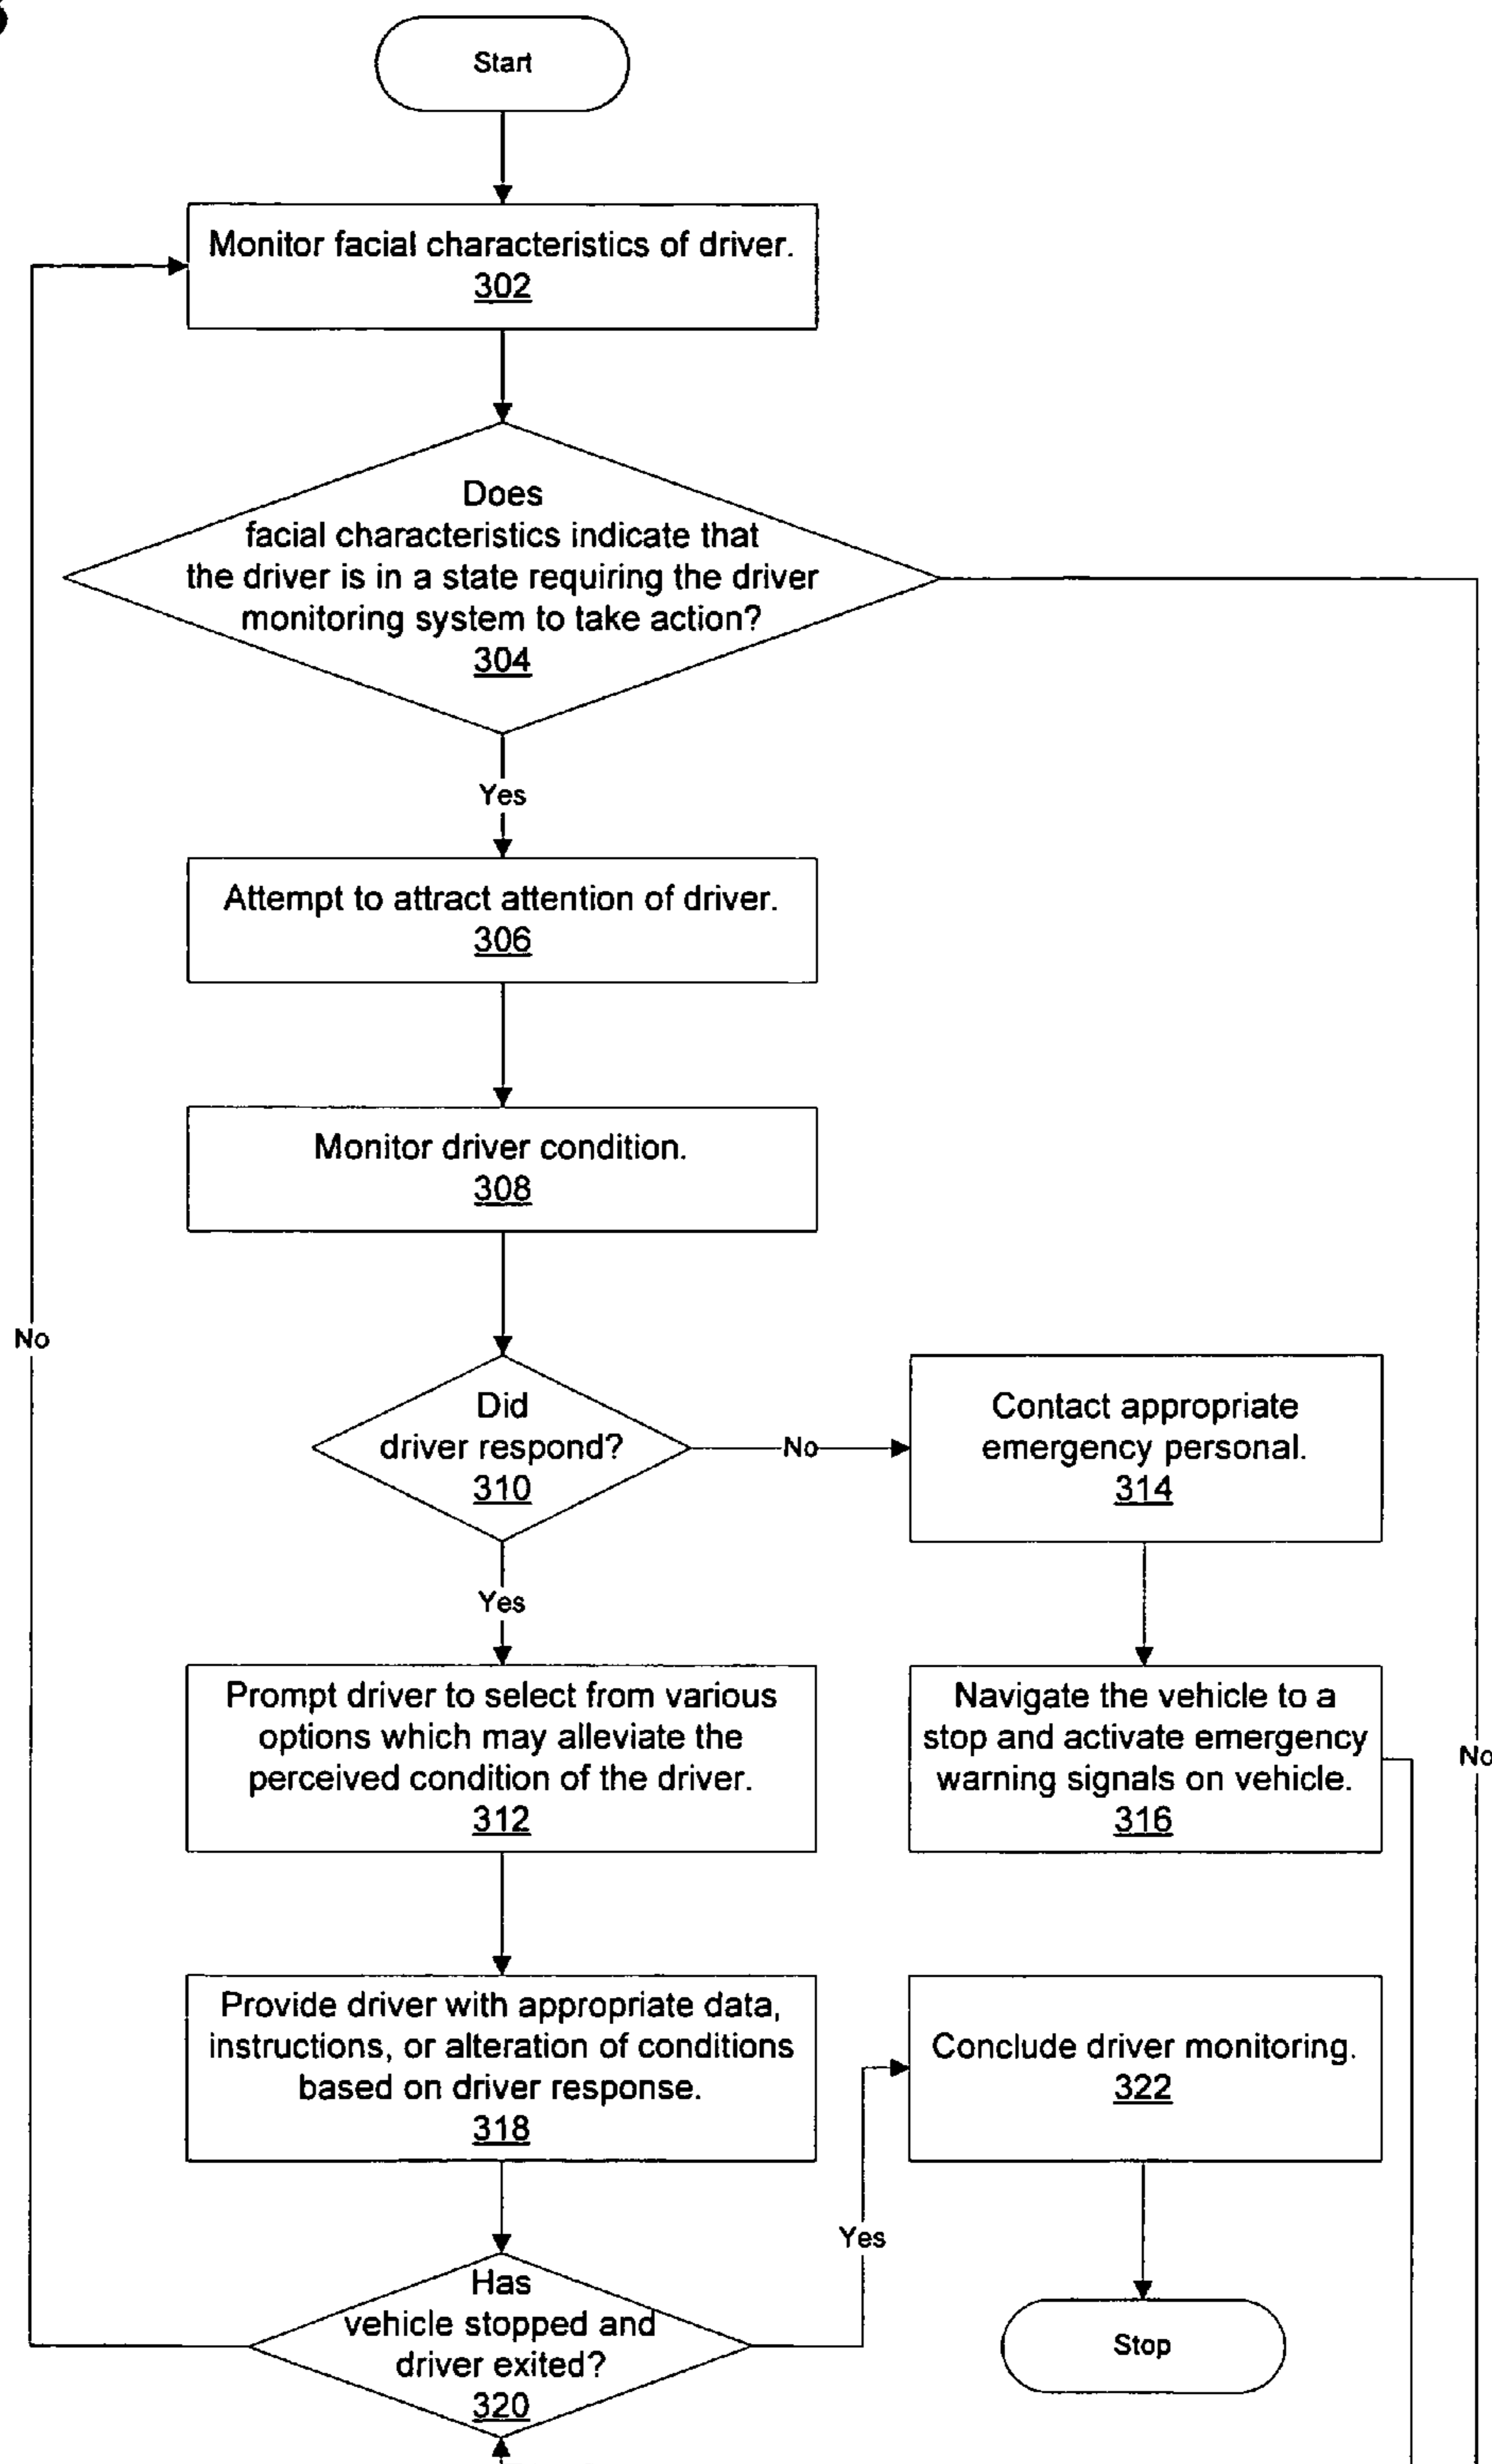 Start
Monitor facial characteristics of driver.
302
Does
facial characteristics indicate that
the driver is in a state requiring the driver
monitoring system to take action?
304
Yes
Attempt to attract attention of driver.
306
Monitor driver condition.
308
No
Did
driver respond?
310
No
Contact appropriate
emergency personal.
314
Yes
Prompt driver to select from various
options which may alleviate the
perceived condition of the driver.
312
Navigate the vehicle to a
stop and activate emergency
warning signals on vehicle.
316
No
Provide driver with appropriate data,
instructions, or alteration of conditions
based on driver response.
318
Conclude driver monitoring.
322
Yes
Has
vehicle stopped and
driver exited?
320
Stop